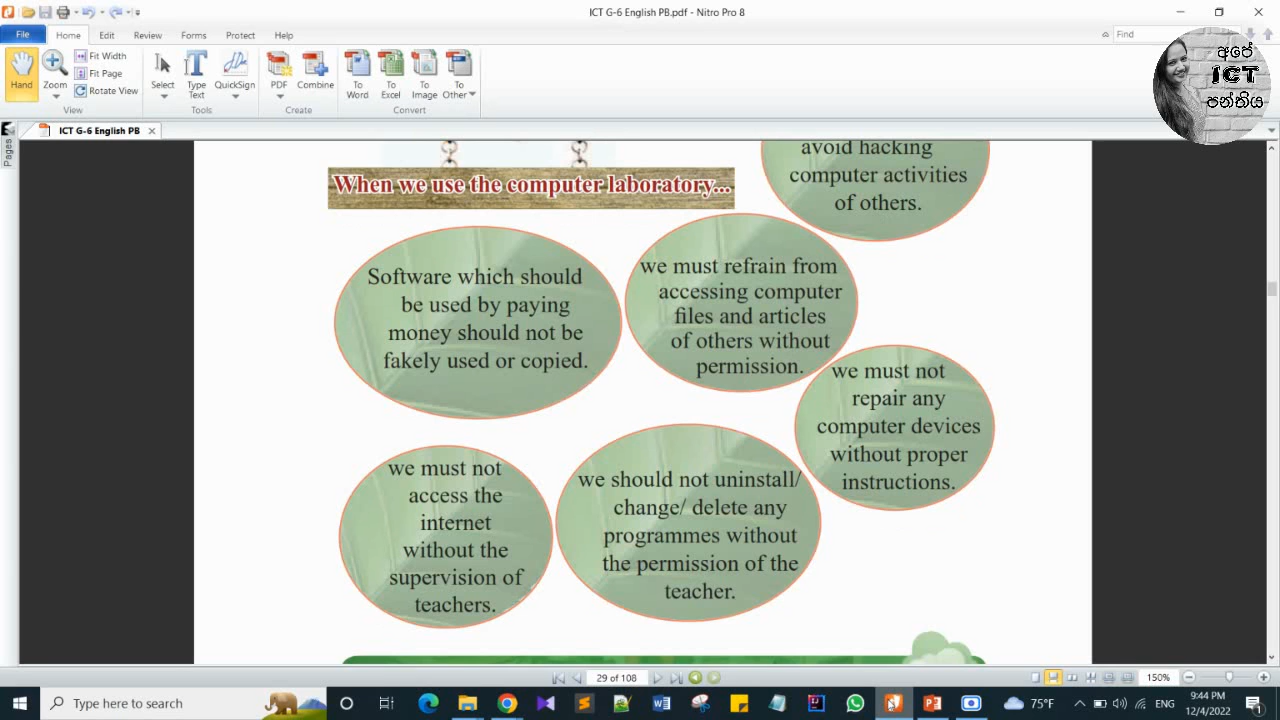 ICT G-6 English PB.pdf - Nitro Pro 8
File Home Edit Review Forms Protect Help
Find
Hand
Zoom
Fit Width
Fit Page
Rotate View
View
Select
Type Text
QuickSign
Tools
PDF
Combine
Create
To Word
To Excel
To Image
To Other
Convert
අපේ
ICT
පන්තිය
ICT G-6 English PB
Pages
When we use the computer laboratory...
avoid hacking
computer activities
of others.
Software which should
be used by paying
money should not be
fakely used or copied.
we must refrain from
accessing computer
files and articles
of others without
permission.
we must not
repair any
computer devices
without proper
instructions.
we must not
access the
internet
without the
supervision of
teachers.
we should not uninstall/
change/ delete any
programmes without
the permission of the
teacher.
29 of 108
150%
Type here to search
75°F
9:44 PM
12/4/2022